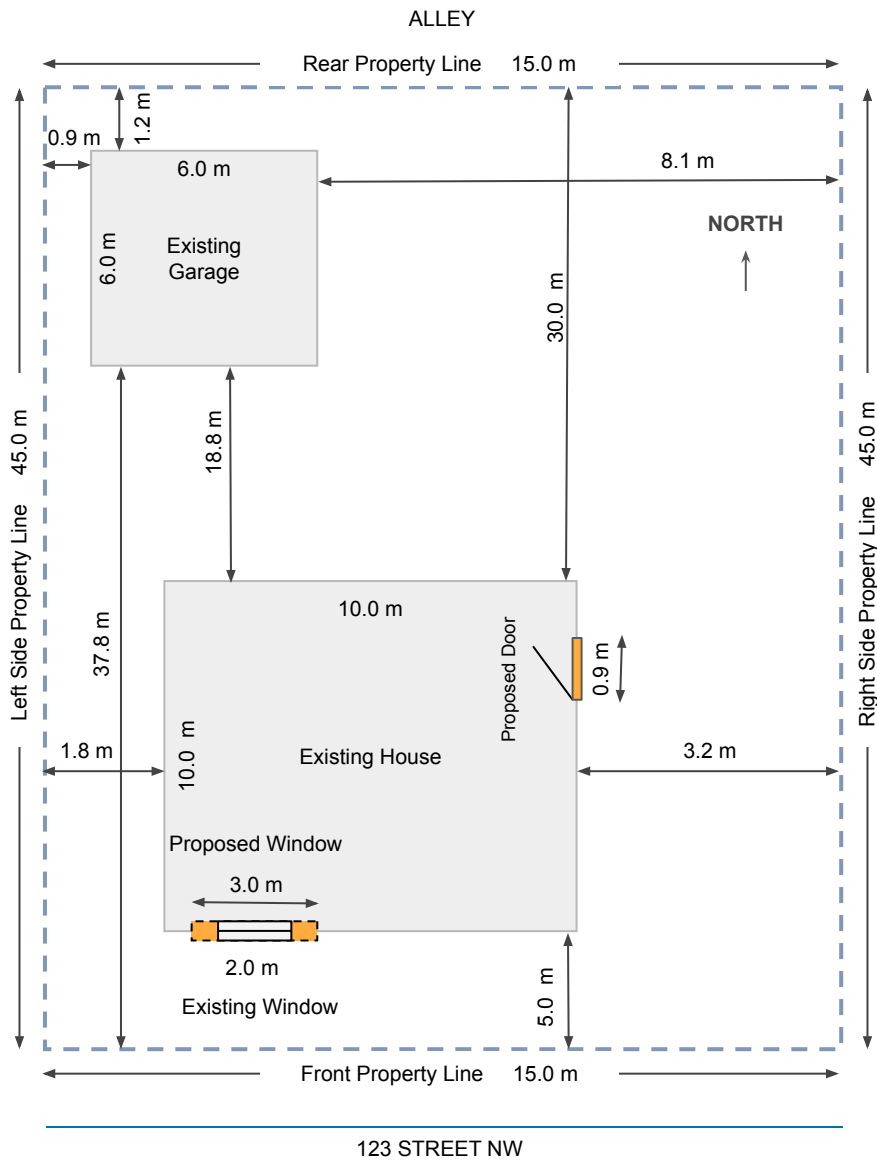 ALLEY
Rear Property Line 15.0 m
1.2 m
0.9 m
6.0 m
8.1 m
NORTH
Existing
Garage
6.0 m
30.0 m
18.8 m
Left Side Property Line 45.0 m
Right Side Property Line 45.0 m
37.8 m
10.0 m
Proposed Door
0.9 m
1.8 m
10.0 m
Existing House
3.2 m
Proposed Window
3.0 m
2.0 m
Existing Window
5.0 m
Front Property Line 15.0 m
123 STREET NW